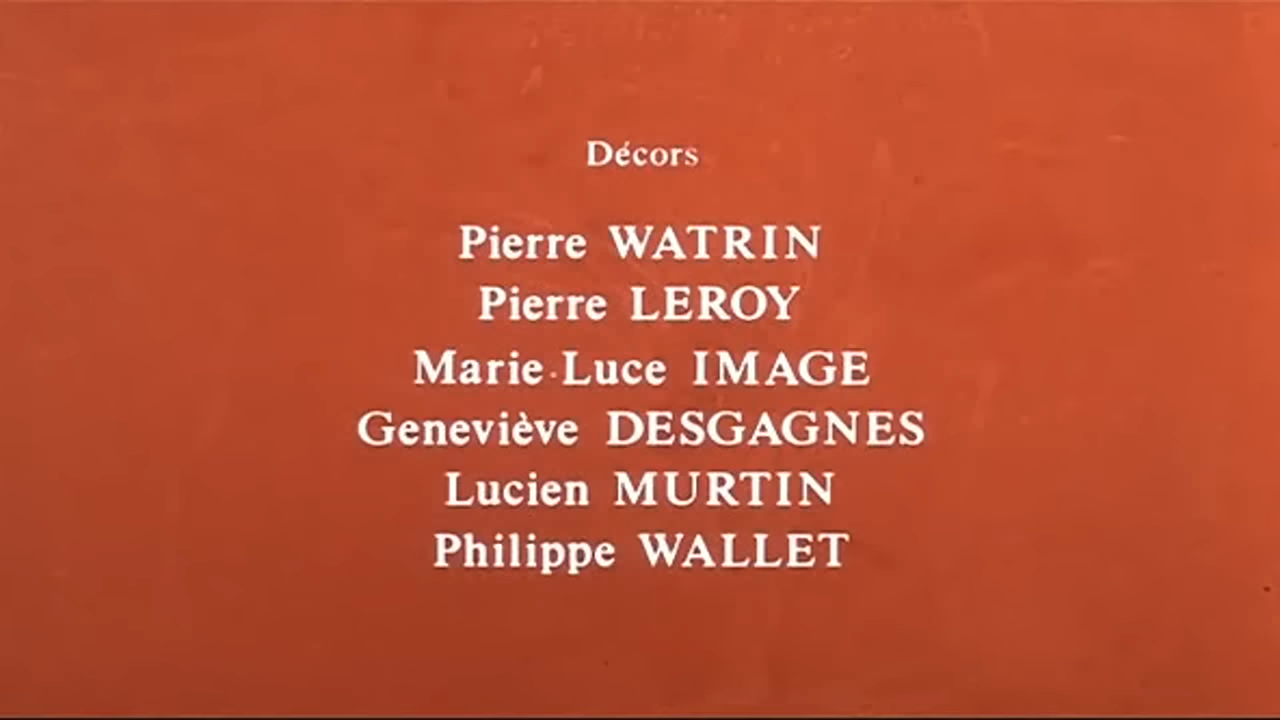 Décors
Pierre WATRIN
Pierre LEROY
Marie-Luce IMAGE
Geneviève DESGAGNES
Lucien MURTIN
Philippe WALLET